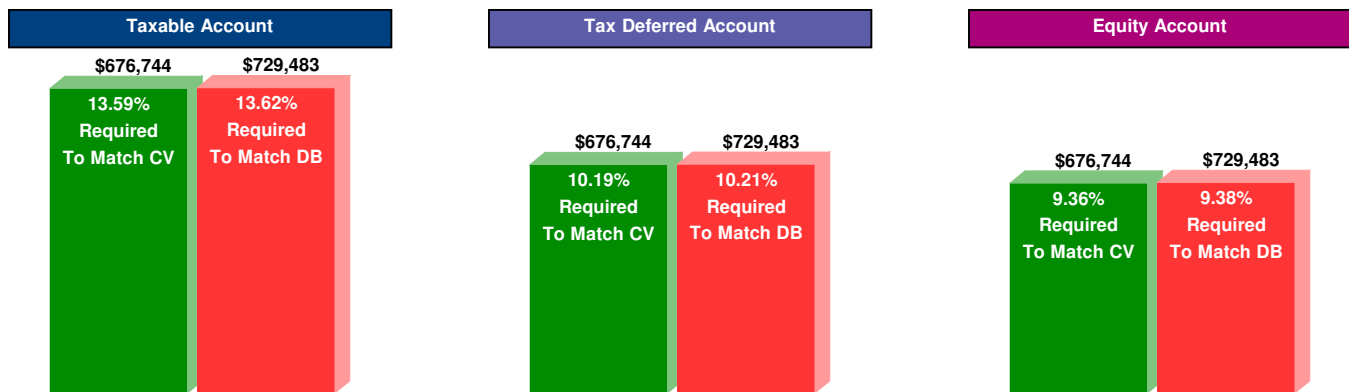 Taxable Account
$676,744
$729,483
13.59%
Required
To Match CV
13.62%
Required
To Match DB
Tax Deferred Account
$676,744
$729,483
10.19%
Required
To Match CV
10.21%
Required
To Match DB
Equity Account
$676,744
$729,483
9.36%
Required
To Match CV
9.38%
Required
To Match DB